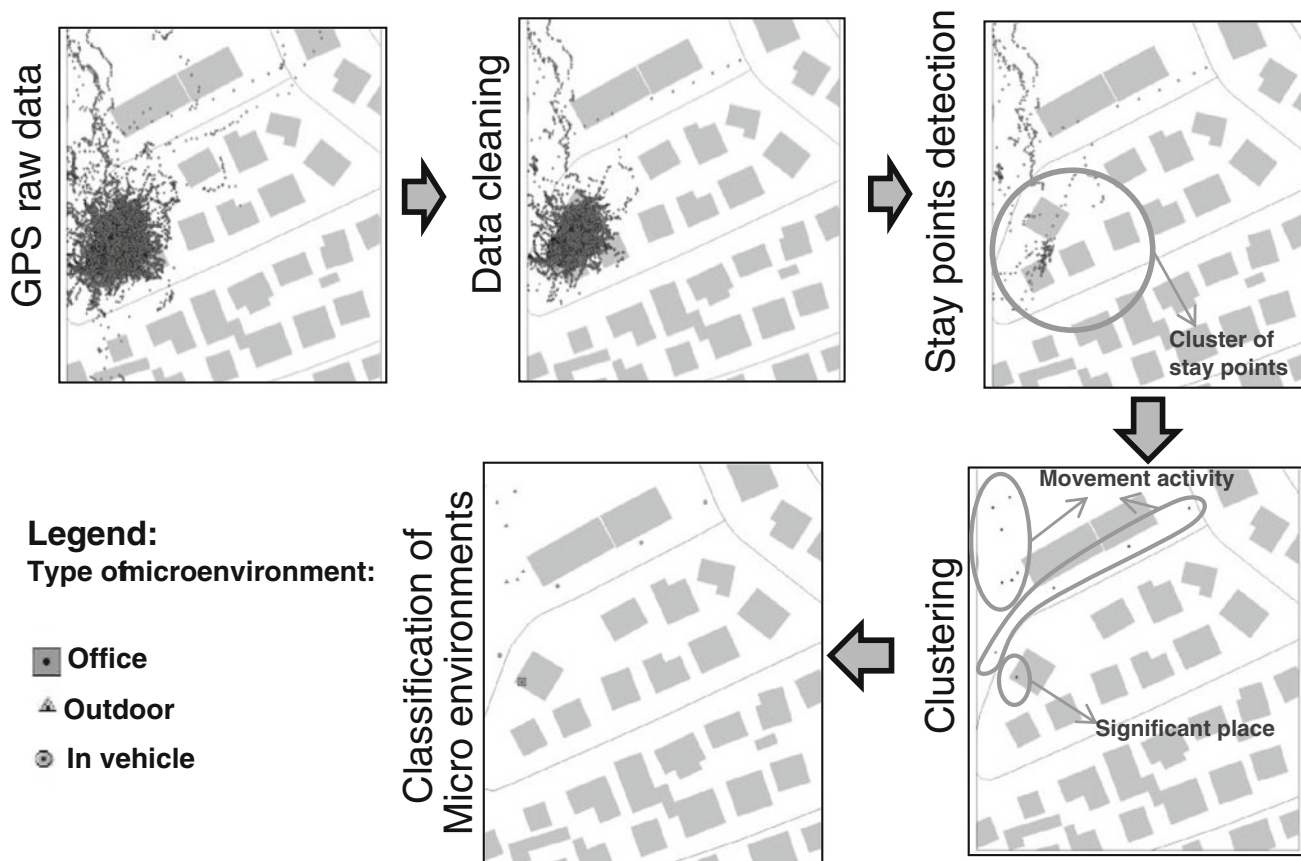 GPS raw data
Data cleaning
Stay points detection
Cluster of
stay points
Movement activity
Clustering
Significant place
Classification of
Micro environments
Legend:
Type ofmicroenvironment:
Office
Outdoor
In vehicle